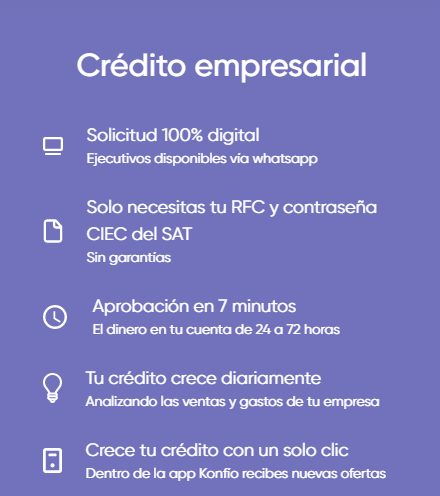 Crédito empresarial
Solicitud 100% digital
Ejecutivos disponibles vía whatsapp
Solo necesitas tu RFC y contraseña
CIEC del SAT
Sin garantías
Aprobación en 7 minutos
El dinero en tu cuenta de 24 a 72 horas
Tu crédito crece diariamente
Analizando las ventas y gastos de tu empresa
Crece tu crédito con un solo clic
Dentro de la app Konfío recibes nuevas ofertas